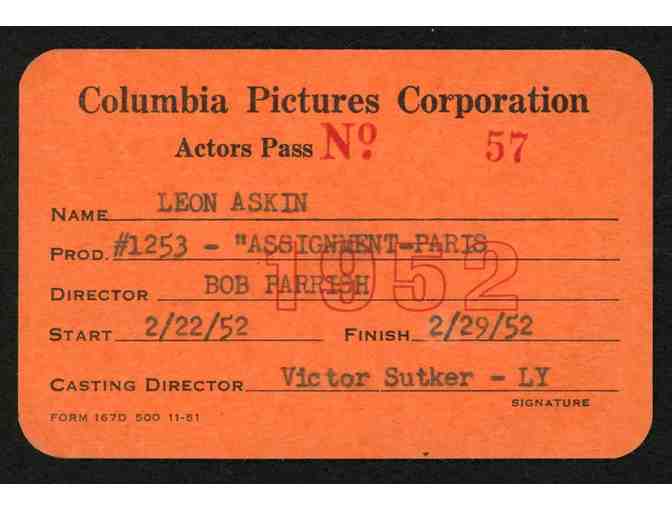 Columbia Pictures Corporation
Actors Pass Nº 57
NAME LEON ASKIN
PROD. #1253 - "ASSIGNMENT-PARIS
1952
DIRECTOR BOB PARRISH
START 2/22/52 FINISH 2/29/52
CASTING DIRECTOR Victor Sutker - LY
SIGNATURE
FORM 167D 500 11-51